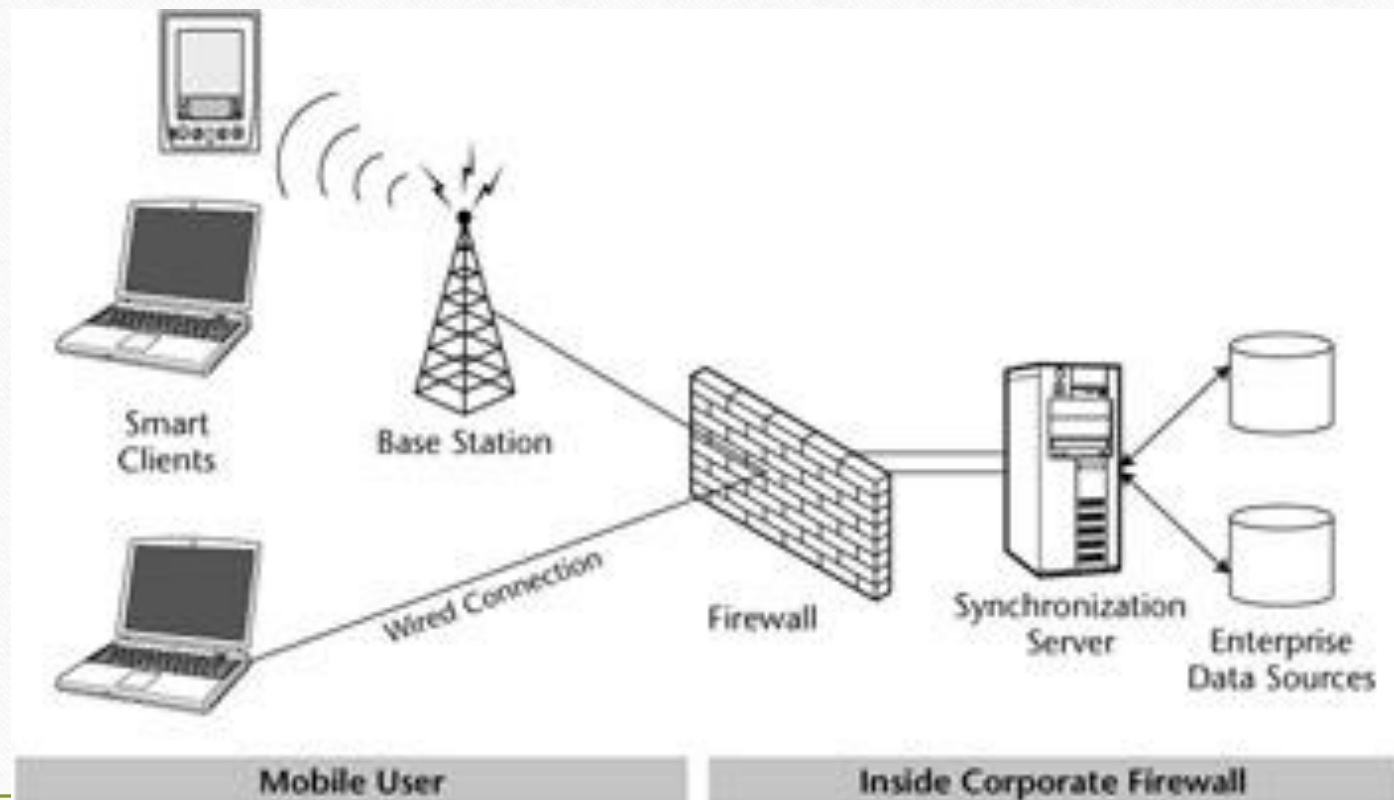 Smart
Clients
Base Station
Wired Connection
Firewall
Synchronization
Server
Enterprise
Data Sources
Mobile User
Inside Corporate Firewall